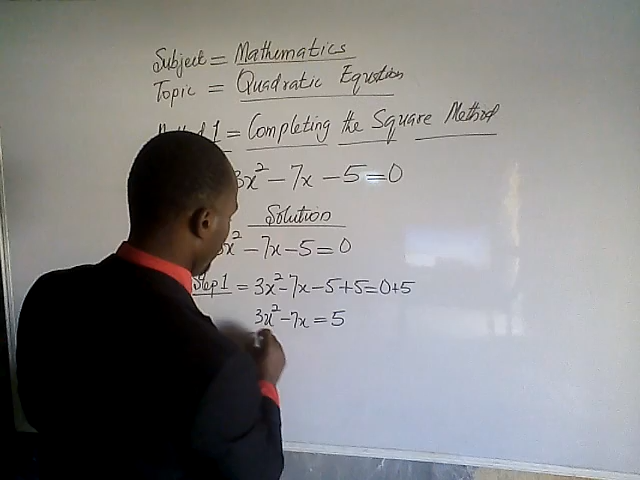 Subject = Mathematics
Topic = Quadratic Equation
1 = Completing the Square Method
3x² - 7x - 5 = 0
Solution
x² - 7x - 5 = 0
Step 1 = 3x² - 7x - 5 + 5 = 0 + 5
3x² - 7x = 5